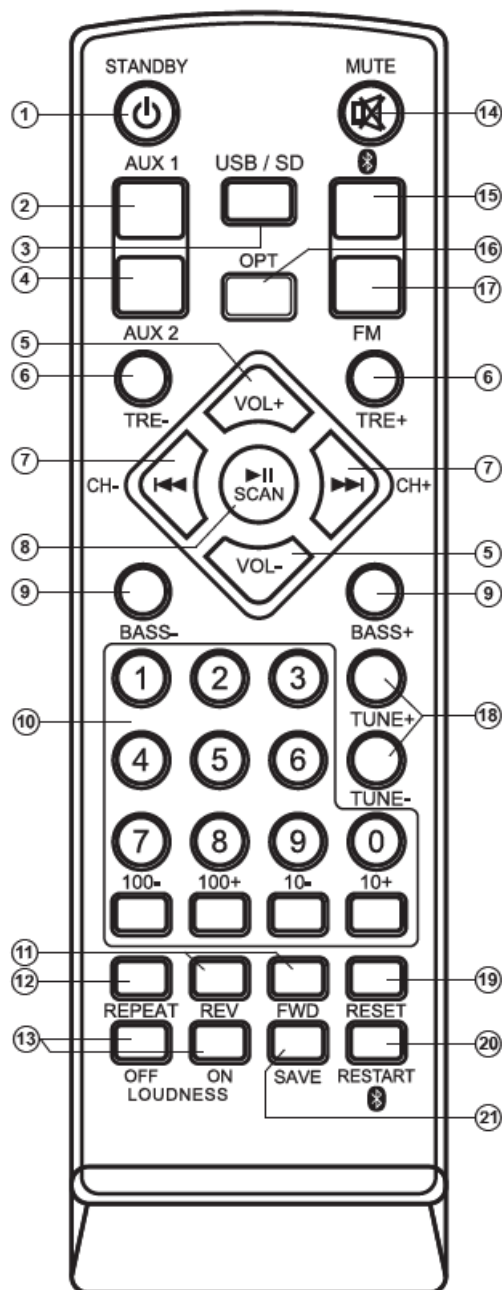 STANDBY MUTE
1 14
AUX 1 USB / SD
2 15
3 16
4 OPT 17
AUX 2 FM
5 VOL+
6 6
TRE- TRE+
7 7
CH- SCAN CH+
8
VOL- 5
9 9
BASS- BASS+
1 2 3
10 18
TUNE+
4 5 6
TUNE-
7 8 9 0
100- 100+ 10- 10+
11
12 19
REPEAT REV FWD RESET
13 20
OFF ON SAVE RESTART
LOUDNESS
21